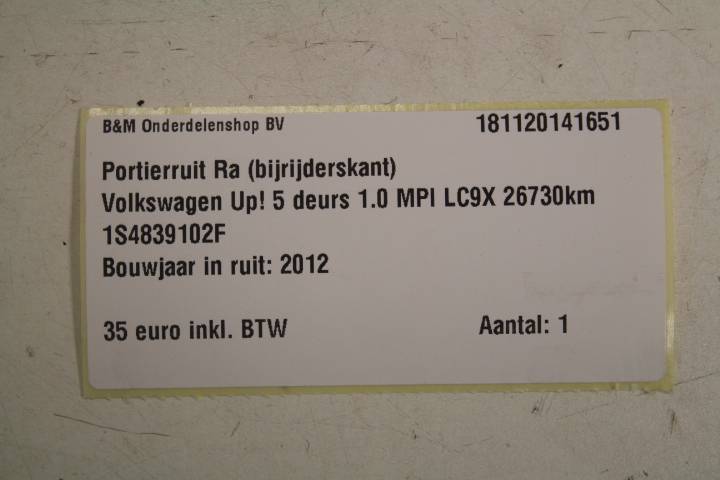 B&M Onderdelenshop BV 181120141651
Portierruit Ra (bijrijderskant)
Volkswagen Up! 5 deurs 1.0 MPI LC9X 26730km
1S4839102F
Bouwjaar in ruit: 2012
35 euro inkl. BTW Aantal: 1